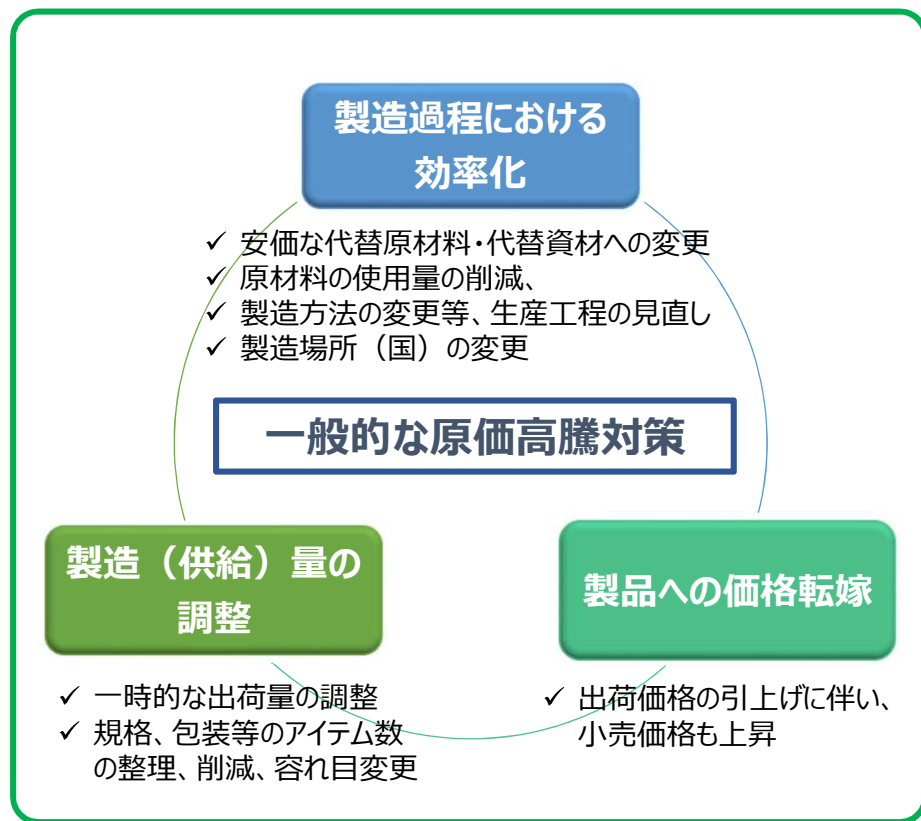 製造過程における
効率化
✓ 安価な代替原材料・代替資材への変更
✓ 原材料の使用量の削減、
✓ 製造方法の変更等、生産工程の見直し
✓ 製造場所（国）の変更
一般的な原価高騰対策
製造（供給）量の
調整
✓ 一時的な出荷量の調整
✓ 規格、包装等のアイテム数
の整理、削減、容れ目変更
製品への価格転嫁
✓ 出荷価格の引上げに伴い、
小売価格も上昇